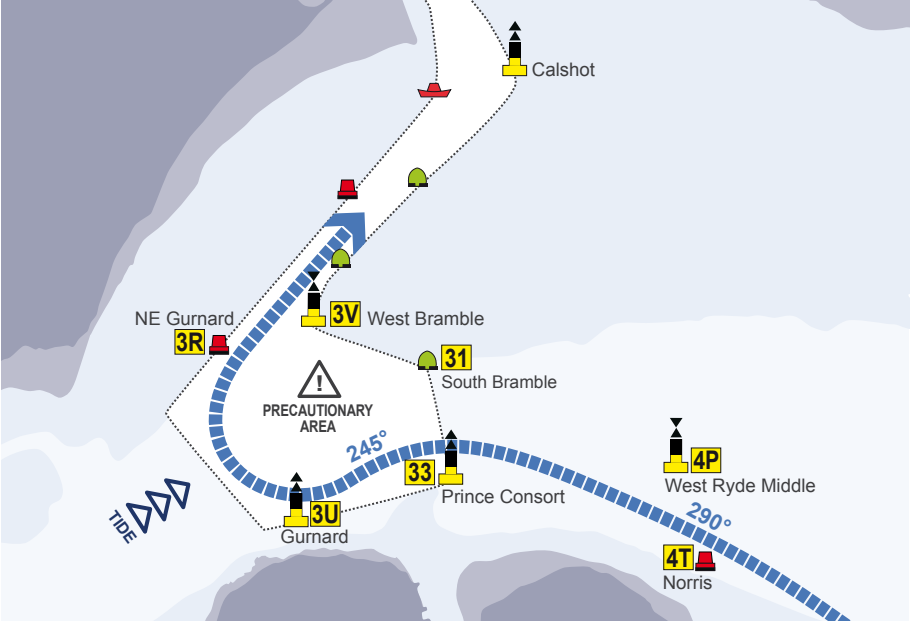 Calshot
NE Gurnard
3R
3V
West Bramble
31
South Bramble
!
PRECAUTIONARY
AREA
245°
33
Prince Consort
4P
West Ryde Middle
TIDE
3U
Gurnard
290°
4T
Norris